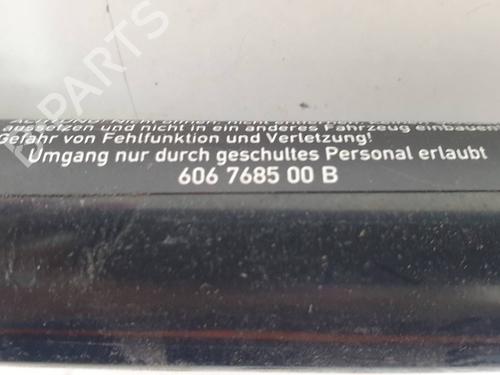 B PARTS
aussetzen und nicht in ein anderes Fahrzeug einbauen
Gefahr von Fehlfunktion und Verletzung!
Umgang nur durch geschultes Personal erlaubt
606 7685 00 B